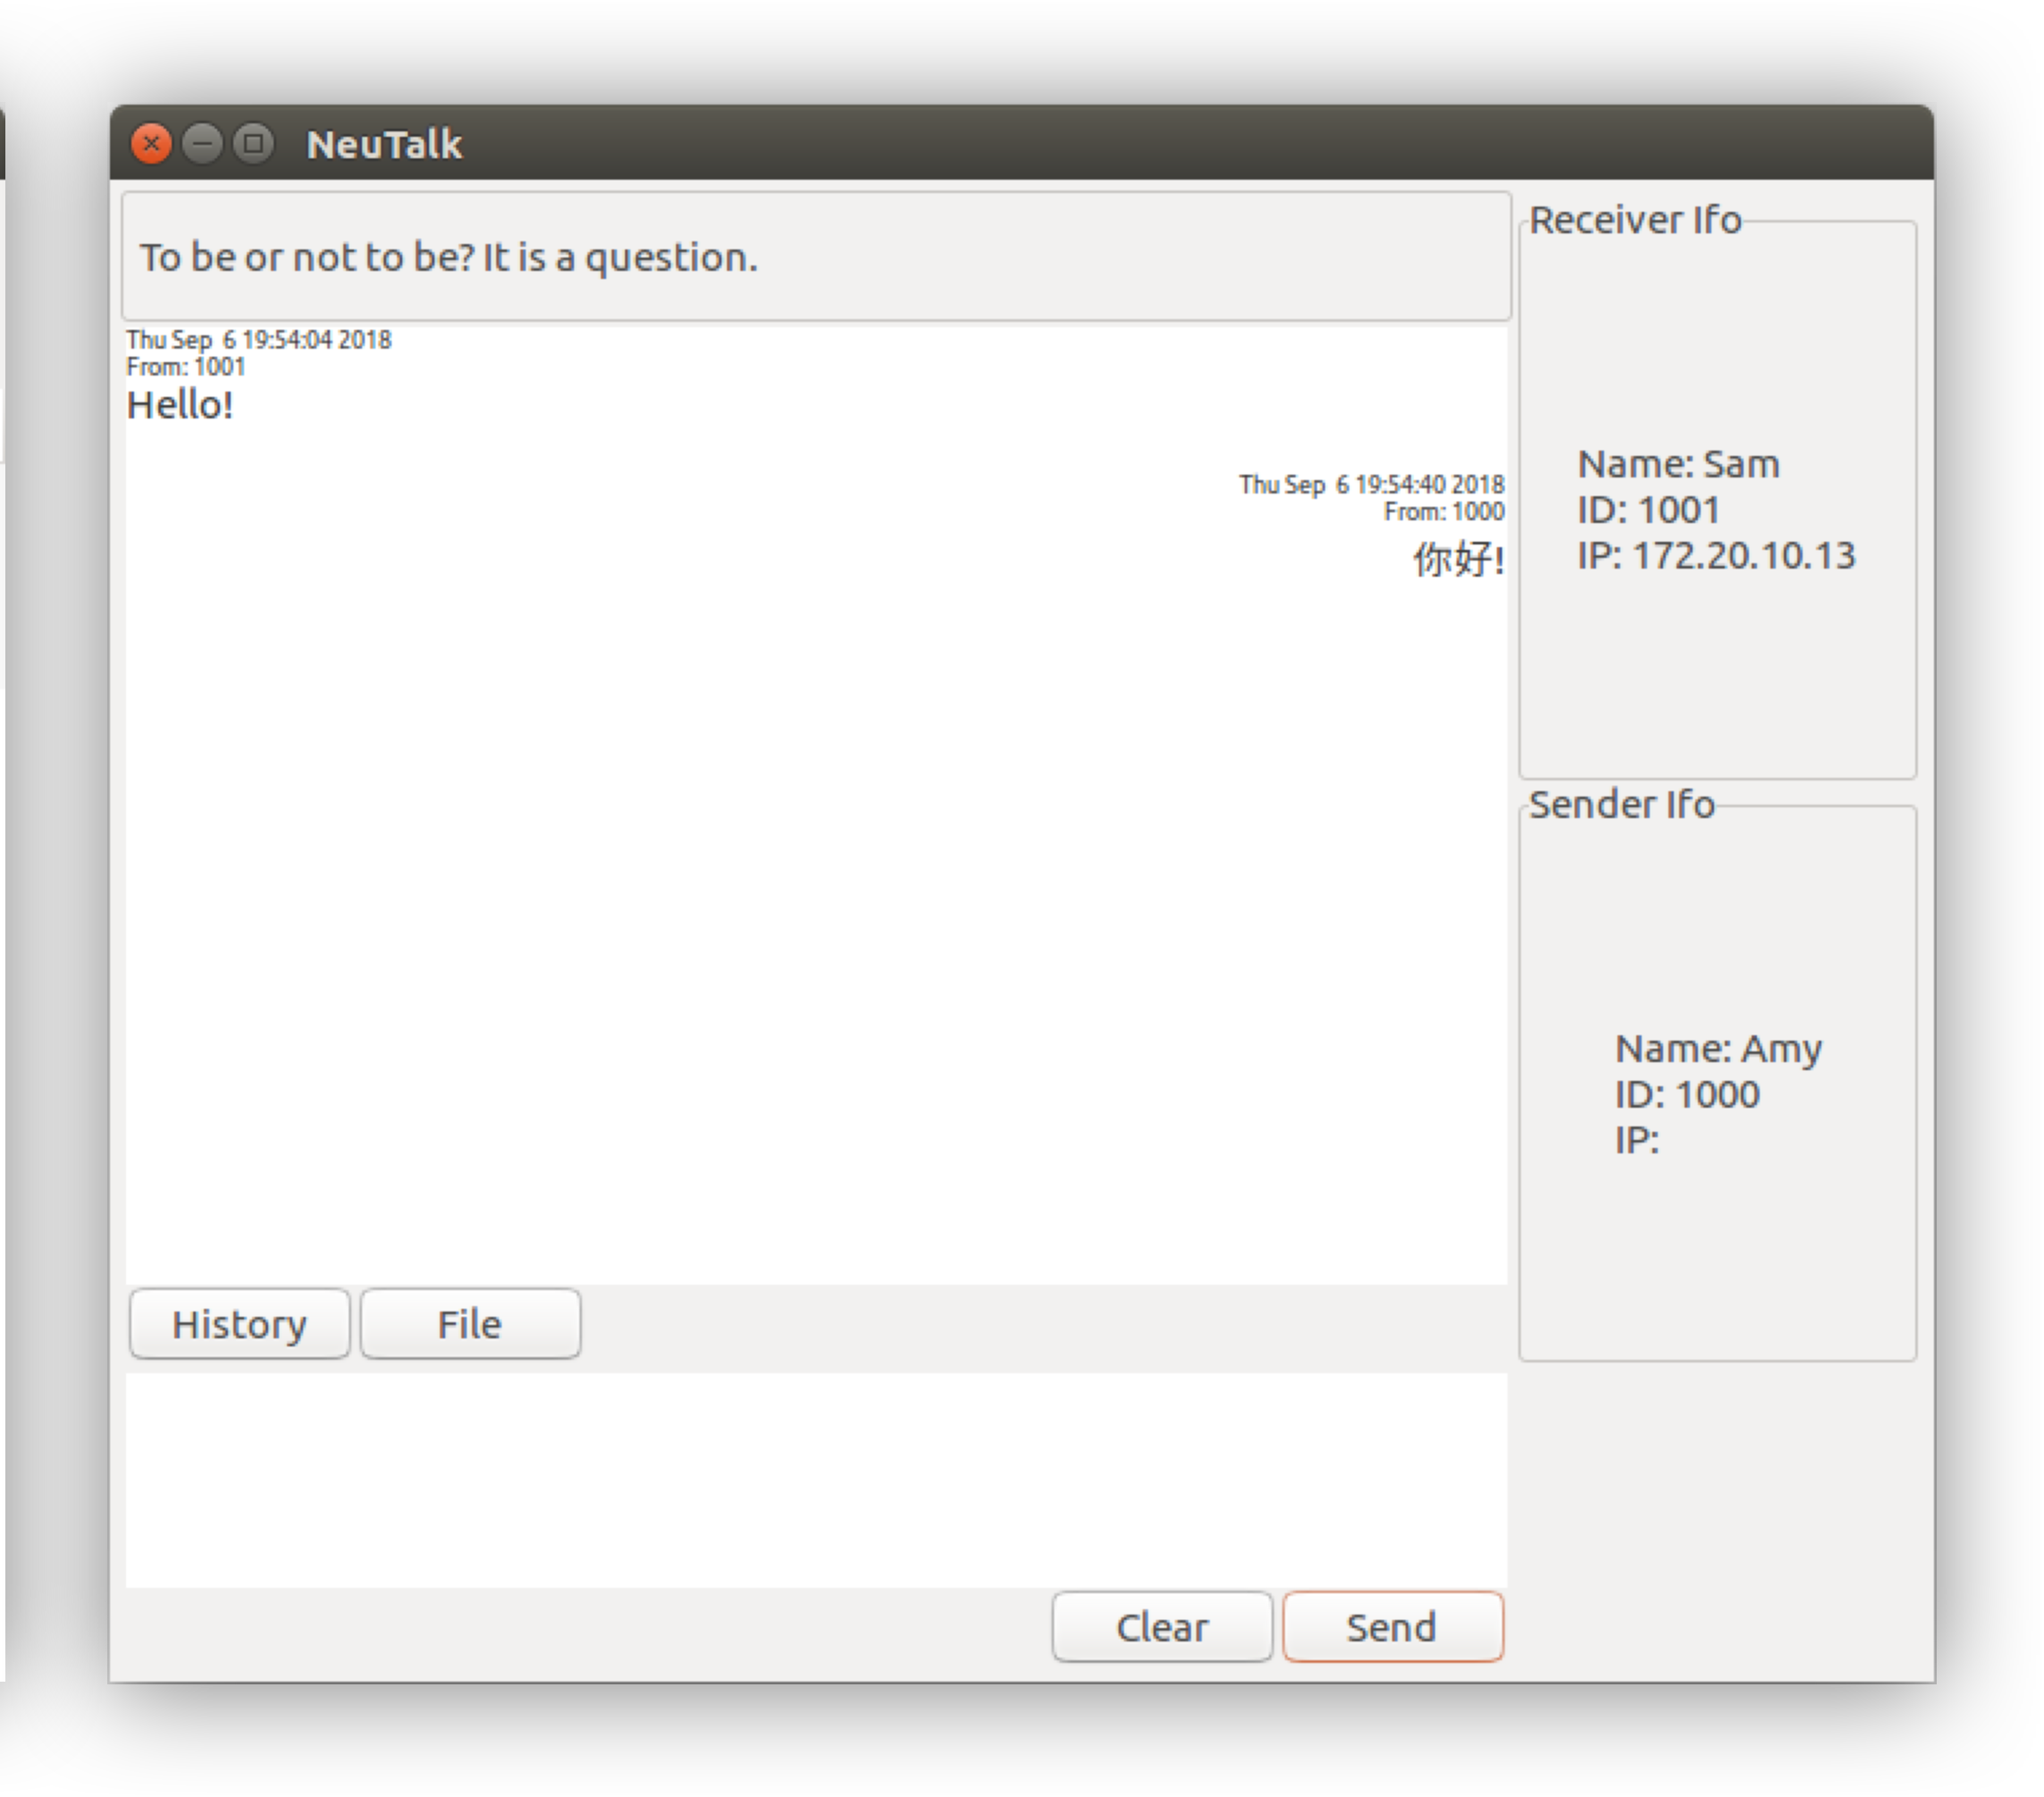 NeuTalk
To be or not to be? It is a question.
Thu Sep  6 19:54:04 2018
From: 1001
Hello!
Thu Sep  6 19:54:40 2018
From: 1000
你好!
History
File
Clear
Send
Receiver Ifo
Name: Sam
ID: 1001
IP: 172.20.10.13
Sender Ifo
Name: Amy
ID: 1000
IP: